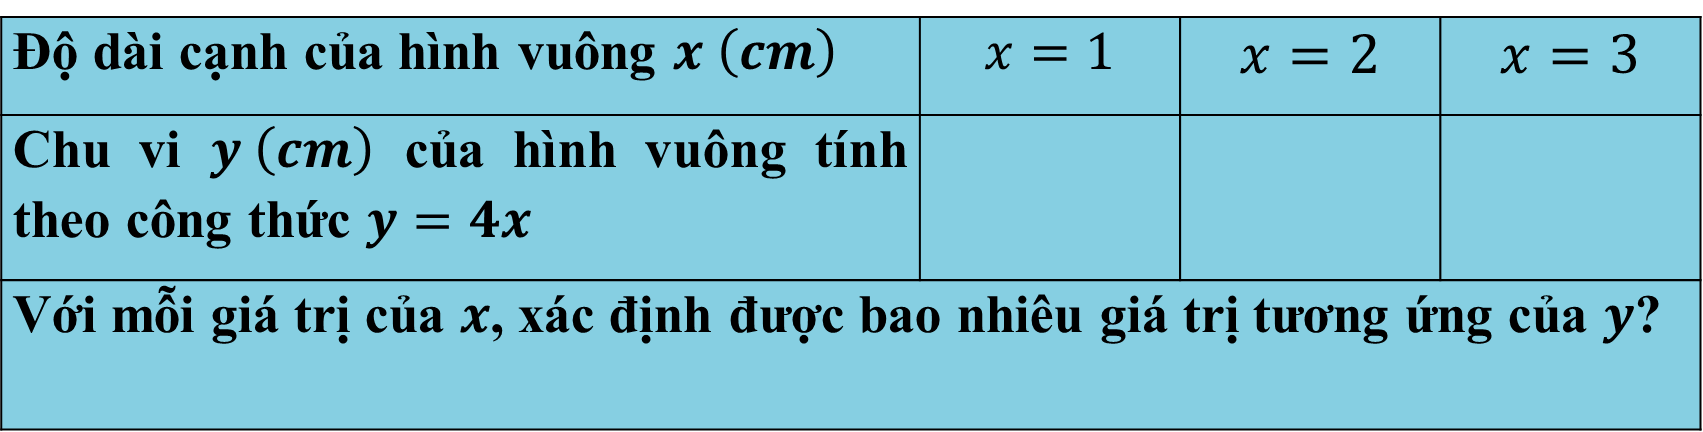 Độ dài cạnh của hình vuông x (cm) x = 1 x = 2 x = 3
Chu vi y (cm) của hình vuông tính
theo công thức y = 4x
Với mỗi giá trị của x, xác định được bao nhiêu giá trị tương ứng của y?